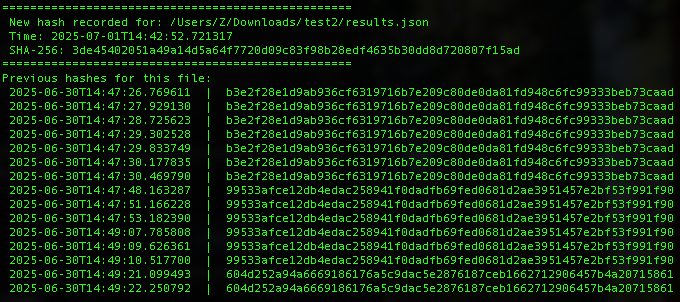 ==================================================
New hash recorded for: /Users/Z/Downloads/test2/results.json
Time: 2025-07-01T14:42:52.721317
SHA-256: 3de45402051a49a14d5a64f7720d09c83f98b28edf4635b30dd8d720807f15ad
==================================================
Previous hashes for this file:
2025-06-30T14:47:26.769611 | b3e2f28e1d9ab936cf6319716b7e209c80de0da81fd948c6fc99333beb73caad
2025-06-30T14:47:27.929130 | b3e2f28e1d9ab936cf6319716b7e209c80de0da81fd948c6fc99333beb73caad
2025-06-30T14:47:28.725623 | b3e2f28e1d9ab936cf6319716b7e209c80de0da81fd948c6fc99333beb73caad
2025-06-30T14:47:29.302528 | b3e2f28e1d9ab936cf6319716b7e209c80de0da81fd948c6fc99333beb73caad
2025-06-30T14:47:29.833749 | b3e2f28e1d9ab936cf6319716b7e209c80de0da81fd948c6fc99333beb73caad
2025-06-30T14:47:30.177835 | b3e2f28e1d9ab936cf6319716b7e209c80de0da81fd948c6fc99333beb73caad
2025-06-30T14:47:30.469790 | b3e2f28e1d9ab936cf6319716b7e209c80de0da81fd948c6fc99333beb73caad
2025-06-30T14:47:48.163287 | 99533afce12db4edac258941f0dadfb69fed0681d2ae3951457e2bf53f991f90
2025-06-30T14:47:51.166228 | 99533afce12db4edac258941f0dadfb69fed0681d2ae3951457e2bf53f991f90
2025-06-30T14:47:53.182390 | 99533afce12db4edac258941f0dadfb69fed0681d2ae3951457e2bf53f991f90
2025-06-30T14:49:07.785808 | 99533afce12db4edac258941f0dadfb69fed0681d2ae3951457e2bf53f991f90
2025-06-30T14:49:09.626361 | 99533afce12db4edac258941f0dadfb69fed0681d2ae3951457e2bf53f991f90
2025-06-30T14:49:10.517700 | 99533afce12db4edac258941f0dadfb69fed0681d2ae3951457e2bf53f991f90
2025-06-30T14:49:21.099493 | 604d252a94a6669186176a5c9dac5e2876187ceb1662712906457b4a20715861
2025-06-30T14:49:22.250792 | 604d252a94a6669186176a5c9dac5e2876187ceb1662712906457b4a20715861